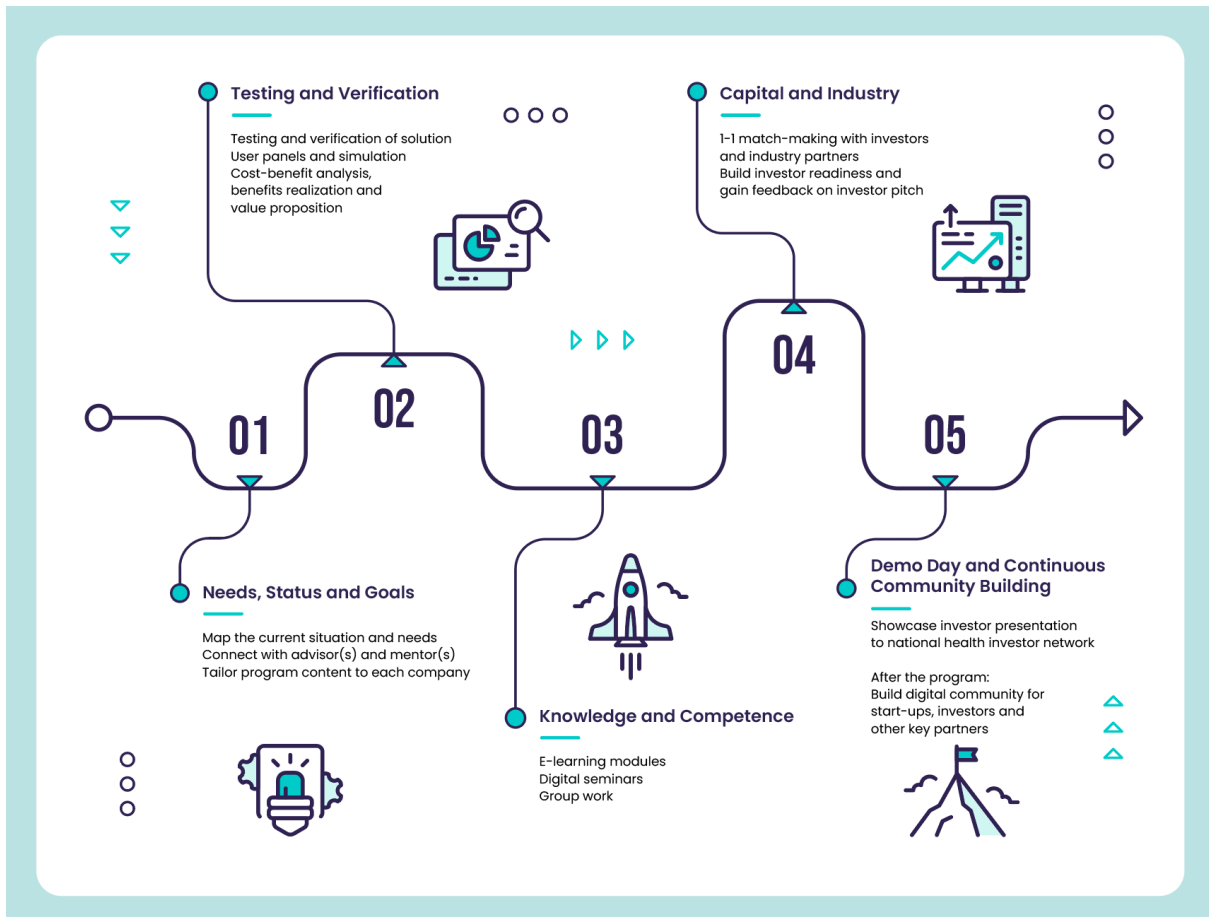 01
Needs, Status and Goals
Map the current situation and needs
Connect with advisor(s) and mentor(s)
Tailor program content to each company
02
Testing and Verification
Testing and verification of solution
User panels and simulation
Cost-benefit analysis,
benefits realization and
value proposition
03
Knowledge and Competence
E-learning modules
Digital seminars
Group work
04
Capital and Industry
1-1 match-making with investors
and industry partners
Build investor readiness and
gain feedback on investor pitch
05
Demo Day and Continuous
Community Building
Showcase investor presentation
to national health investor network
After the program:
Build digital community for
start-ups, investors and
other key partners